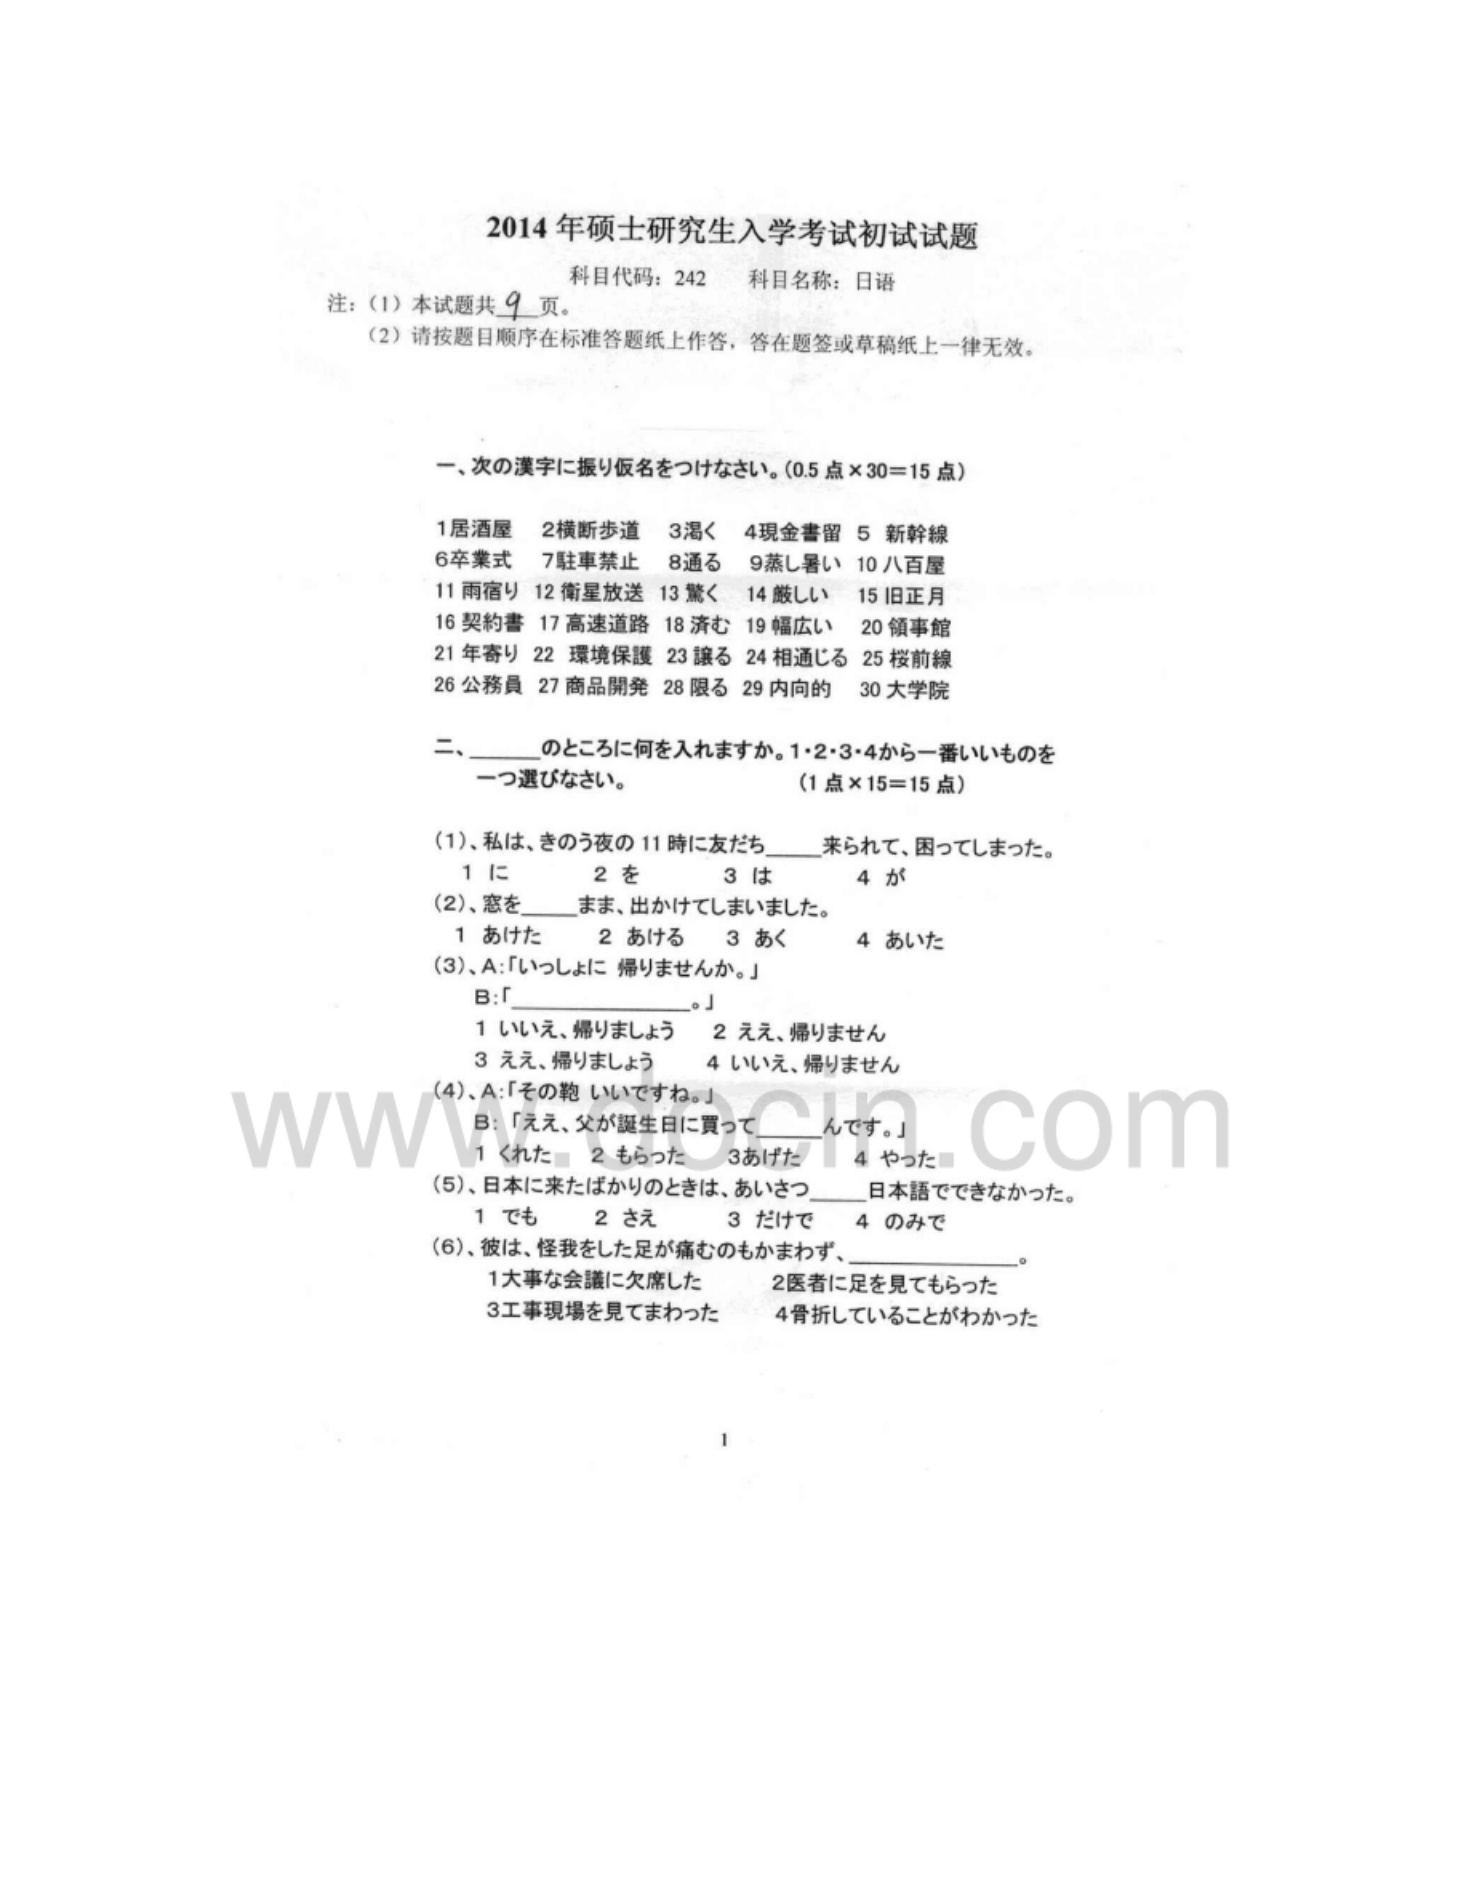 2014 年硕士研究生入学考试初试试题
科目代码：242 科目名称：日语
注：（1）本试题共 9 页。
（2）请按题目顺序在标准答题纸上作答，答在题签或草稿纸上一律无效。
一、次の漢字に振り仮名をつけなさい。（0.5 点×30＝15 点）
1居酒屋 2横断歩道 3渇く 4現金書留 5 新幹線
6卒業式 7駐車禁止 8通る 9蒸し暑い 10 八百屋
11 雨宿り 12 衛星放送 13 驚く 14 厳しい 15 旧正月
16 契約書 17 高速道路 18 済む 19 幅広い 20 領事館
21 年寄り 22 環境保護 23 譲る 24 相通じる 25 桜前線
26 公務員 27 商品開発 28 限る 29 内向的 30 大学院
二、______のところに何を入れますか。1・2・3・4から一番いいものを
一つ選びなさい。 （1 点×15＝15 点）
（1）、私は、きのう夜の 11 時に友だち_____来られて、困ってしまった。
1 に 2 を 3 は 4 が
（2）、窓を_____まま、出かけてしまいました。
1 あけた 2 あける 3 あく 4 あいた
（3）、A：「いっしょに 帰りませんか。」
B：「________________。」
1 いいえ、帰りましょう 2 ええ、帰りません
3 ええ、帰りましょう 4 いいえ、帰りません
（4）、A：「その鞄 いいですね。」
B：「ええ、父が誕生日に買って______んです。」
1 くれた 2 もらった 3あげた 4 やった
（5）、日本に来たばかりのときは、あいさつ_____日本語でできなかった。
1 でも 2 さえ 3 だけで 4 のみで
（6）、彼は、怪我をした足が痛むのもかまわず、_______________。
1大事な会議に欠席した 2医者に足を見てもらった
3工事現場を見てまわった 4骨折していることがわかった
www.docin.com
1